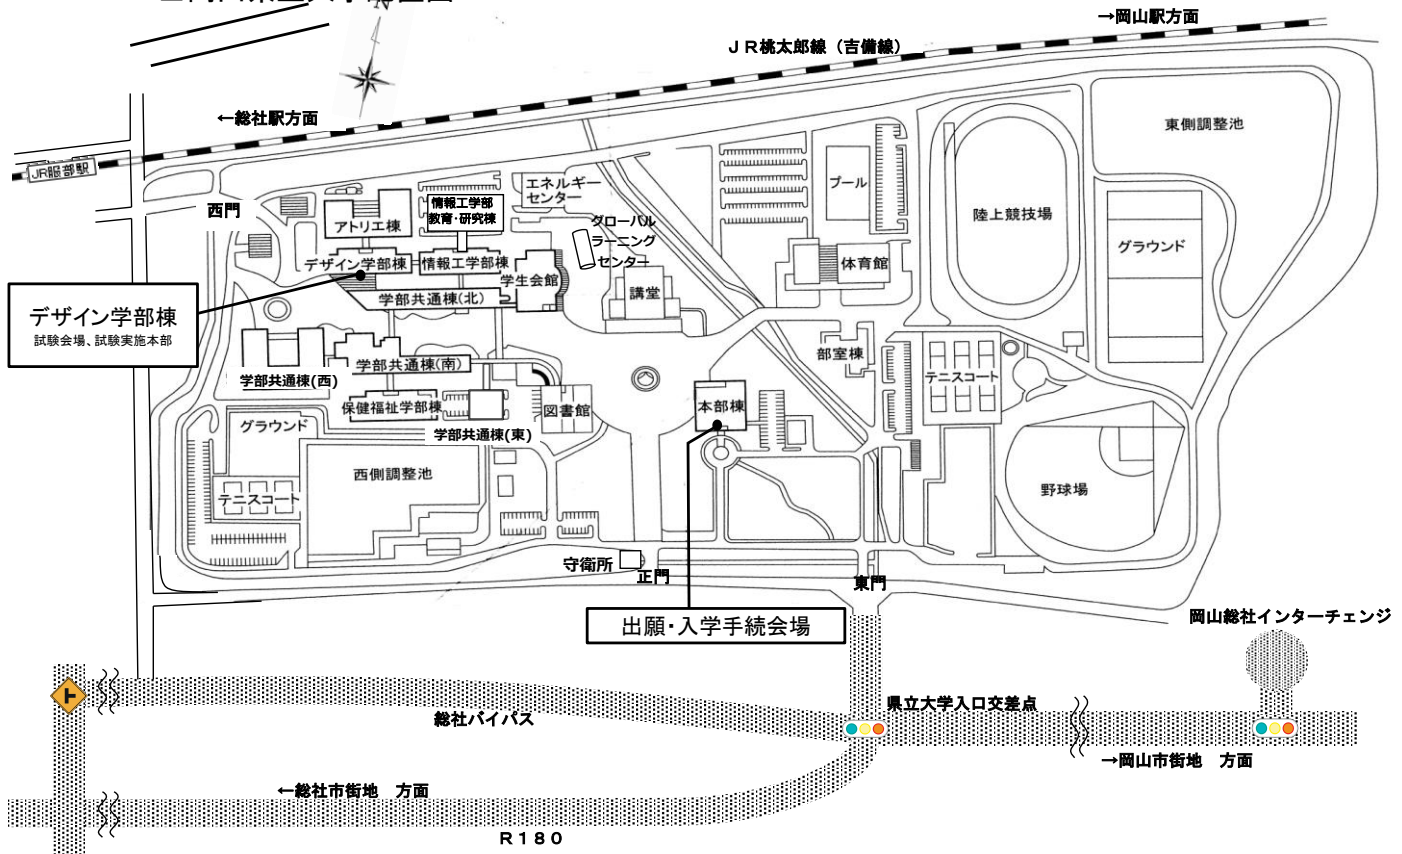 →岡山駅方面
JR桃太郎線（吉備線）
←総社駅方面
JR服部駅
東側調整池
西門
アトリエ棟
情報工学部
教育・研究棟
エネルギー
センター
グローバル
ラーニング
センター
プール
陸上競技場
グラウンド
デザイン学部棟
情報工学部棟
学生会館
体育館
講堂
学部共通棟(北)
デザイン学部棟
試験会場、試験実施本部
学部共通棟(南)
学部共通棟(西)
部室棟
テニスコート
保健福祉学部棟
図書館
本部棟
グラウンド
学部共通棟(東)
西側調整池
テニスコート
野球場
守衛所
正門
東門
出願・入学手続会場
岡山総社インターチェンジ
県立大学入口交差点
総社バイパス
→岡山市街地　方面
←総社市街地　方面
R180